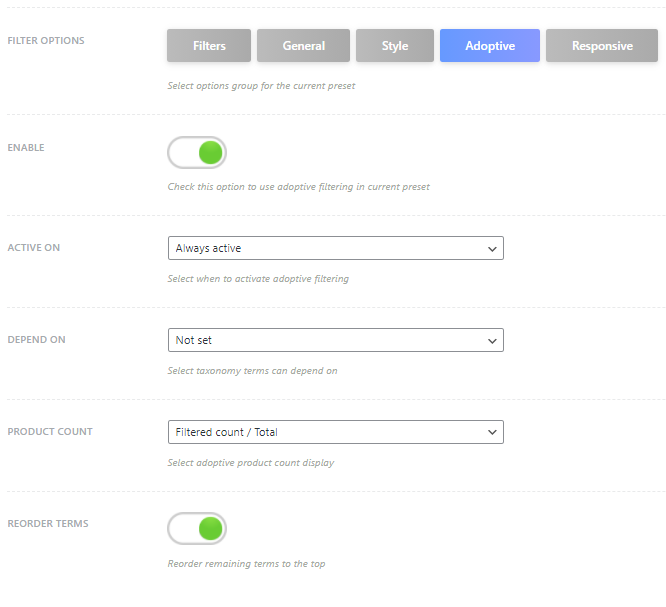 FILTER OPTIONS
Filters General Style Adoptive Responsive
Select options group for the current preset
ENABLE
Check this option to use adoptive filtering in current preset
ACTIVE ON
Always active
Select when to activate adoptive filtering
DEPEND ON
Not set
Select taxonomy terms can depend on
PRODUCT COUNT
Filtered count / Total
Select adoptive product count display
REORDER TERMS
Reorder remaining terms to the top